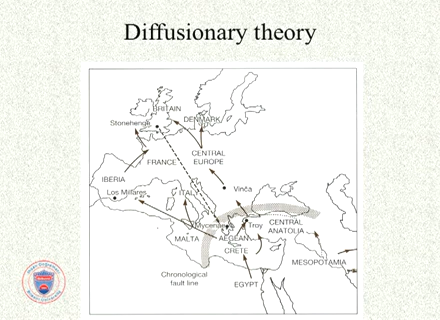 Diffusionary theory
BRITAIN
Stonehenge
DENMARK
CENTRAL
EUROPE
FRANCE
IBERIA
Los Millares
ITALY
Vinča
Mycenae
Troy
CENTRAL
ANATOLIA
AEGEAN
MALTA
CRETE
MESOPOTAMIA
Chronological
fault line
EGYPT